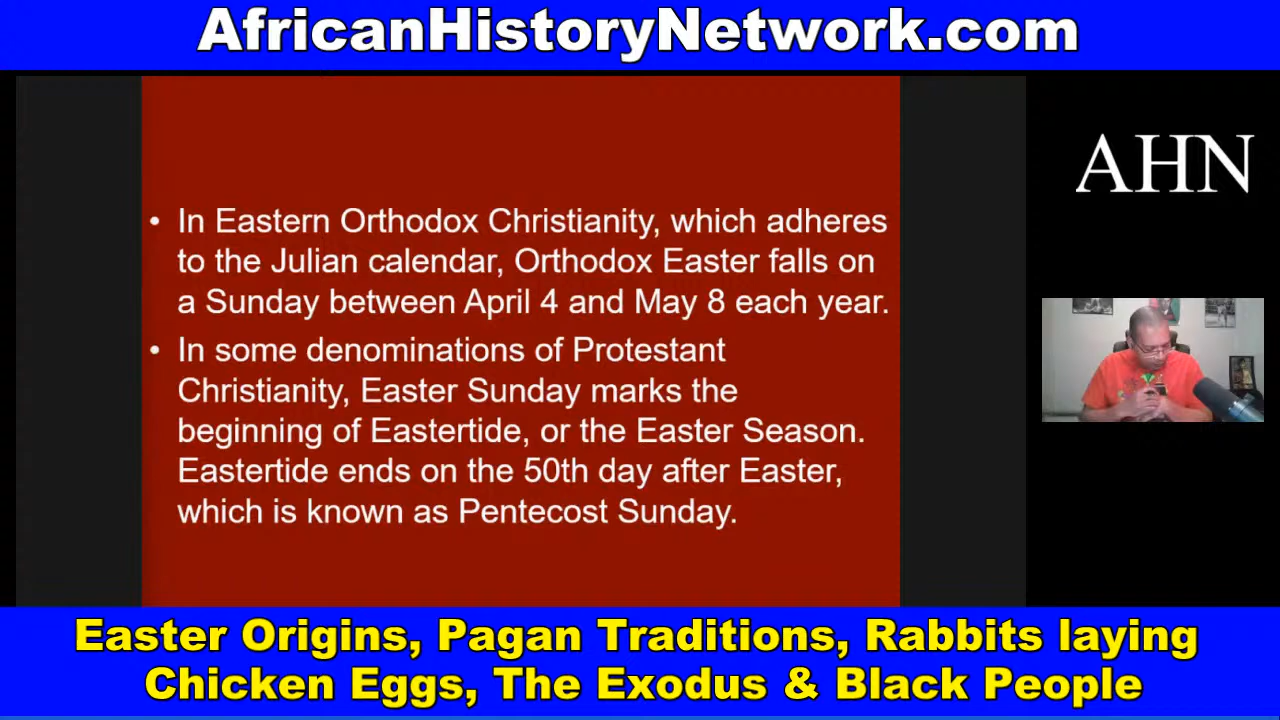 AfricanHistoryNetwork.com
AHN
• In Eastern Orthodox Christianity, which adheres
to the Julian calendar, Orthodox Easter falls on
a Sunday between April 4 and May 8 each year.
• In some denominations of Protestant
Christianity, Easter Sunday marks the
beginning of Eastertide, or the Easter Season.
Eastertide ends on the 50th day after Easter,
which is known as Pentecost Sunday.
Easter Origins, Pagan Traditions, Rabbits laying
Chicken Eggs, The Exodus & Black People